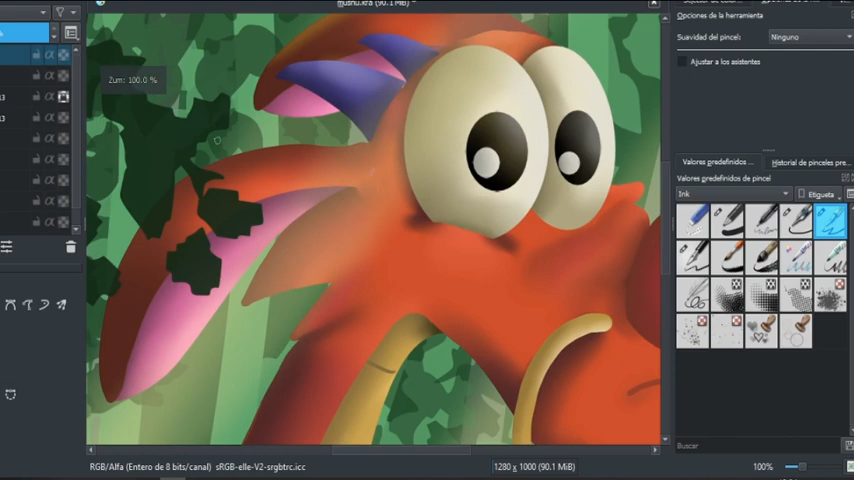 mushu.kra (90.1 MiB) *
Opciones de la herramienta
Suavidad del pincel: Ninguno
Ajustar a los asistentes
Zum: 100.0 %
13
13
Valores predefinidos ... Historial de pinceles pre...
Valores predefinidos de pincel
Ink Etiqueta
Buscar
RGB/Alfa (Entero de 8 bits/canal) sRGB-elle-V2-srgbtrc.icc 1280 x 1000 (90.1 MiB) 100%